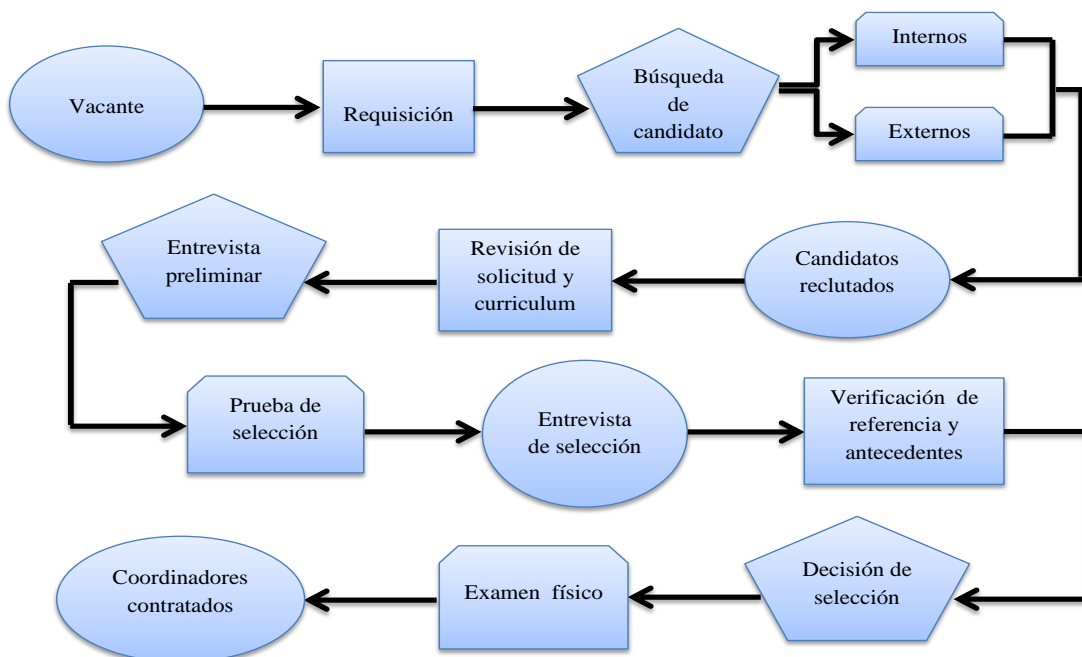 Vacante
Requisición
Búsqueda
de
candidato
Internos
Externos
Candidatos
reclutados
Revisión de
solicitud y
curriculum
Entrevista
preliminar
Prueba de
selección
Entrevista
de selección
Verificación de
referencia y
antecedentes
Decisión de
selección
Examen físico
Coordinadores
contratados